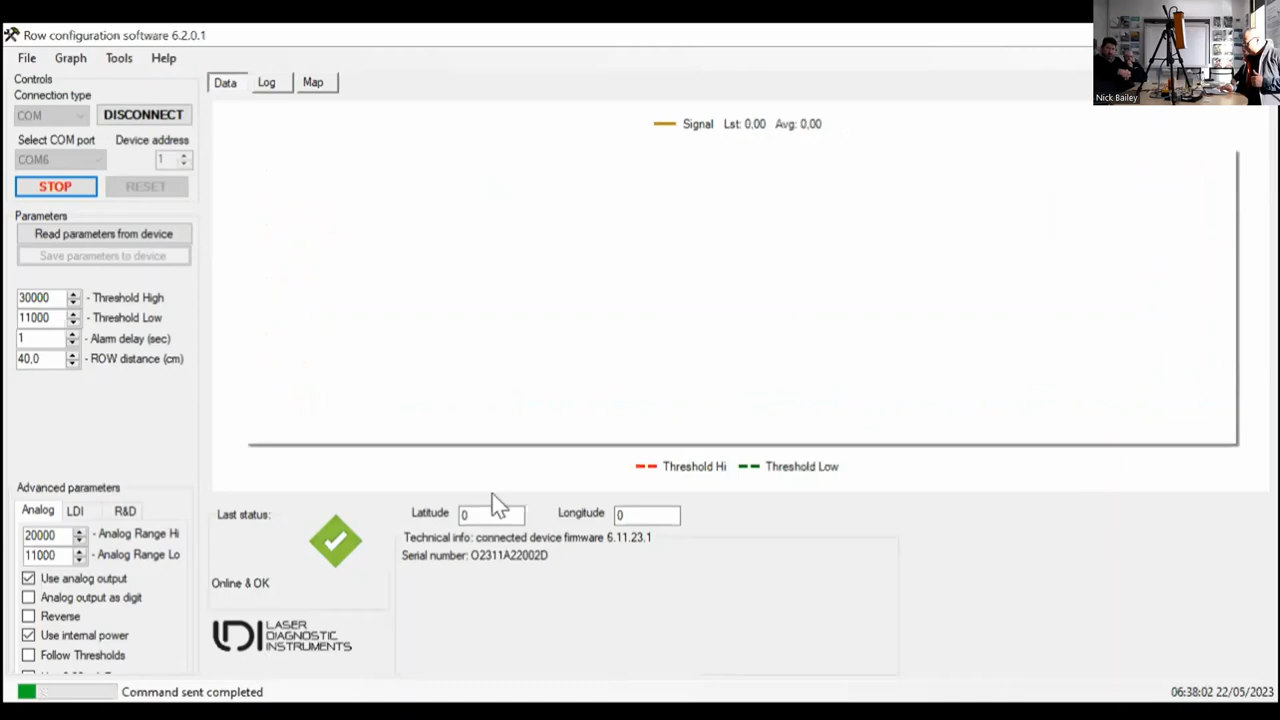 Row configuration software 6.2.0.1
File Graph Tools Help
Controls
Connection type
COM DISCONNECT
Select COM port Device address
COM6 1
STOP RESET
Parameters
Read parameters from device
Save parameters to device
30000 - Threshold High
11000 - Threshold Low
1 - Alarm delay (sec)
40,0 - ROW distance (cm)
Advanced parameters
Analog LDI R&D
20000 - Analog Range Hi
11000 - Analog Range Lo
Use analog output
Analog output as digit
Reverse
Use internal power
Follow Thresholds
Data Log Map
Signal Lst: 0,00 Avg: 0,00
Threshold Hi Threshold Low
Last status:
Online & OK
LDI LASER
DIAGNOSTIC
INSTRUMENTS
Latitude 0 Longitude 0
Technical info: connected device fimware 6.11.23.1
Serial number: O2311A22002D
Command sent completed
06:38:02 22/05/2023
Nick Bailey